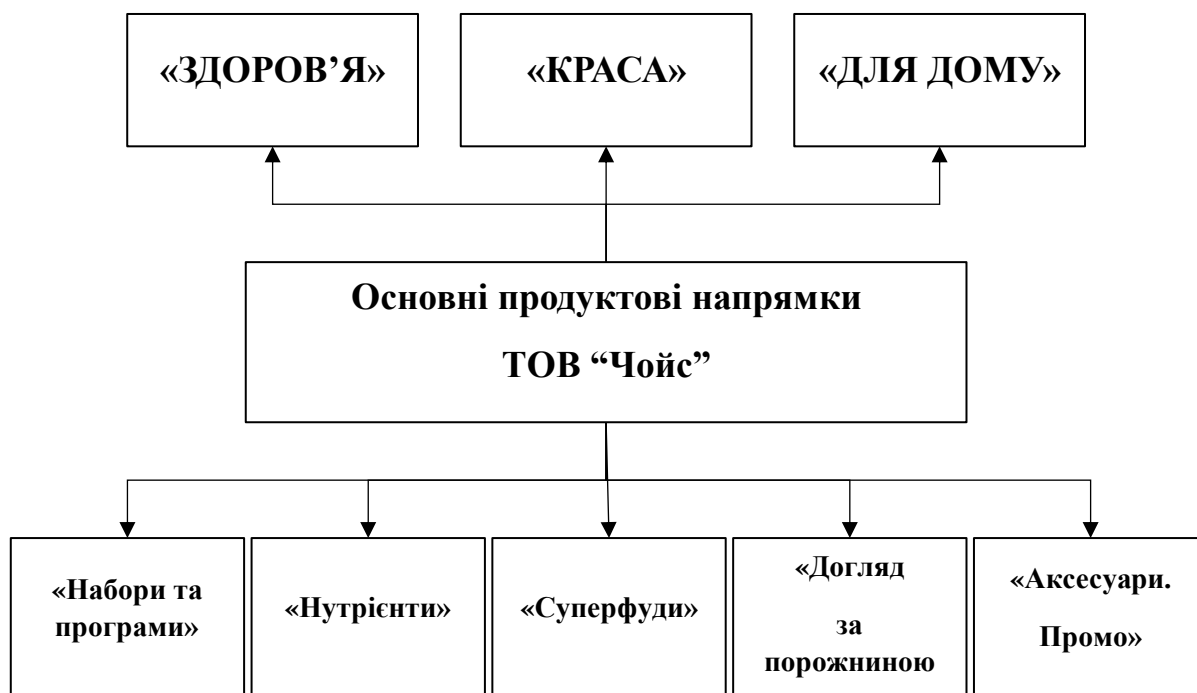 «ЗДОРОВ’Я»
«КРАСА»
«ДЛЯ ДОМУ»
Основні продуктові напрямки
ТОВ “Чойс”
«Набори та
програми»
«Нутрієнти»
«Суперфуди»
«Догляд
за
порожниною
«Аксесуари.
Промо»